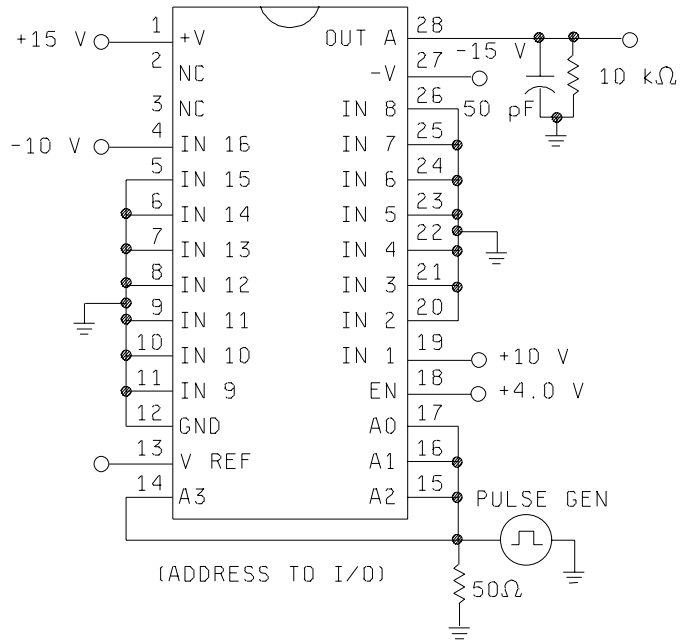 1 +V OUT A 28
+15 V
-15 V
2 NC -V 27
10 kΩ
3 NC IN 8 26
50 pF
4 IN 16 IN 7 25
-10 V
5 IN 15 IN 6 24
6 IN 14 IN 5 23
7 IN 13 IN 4 22
8 IN 12 IN 3 21
9 IN 11 IN 2 20
10 IN 10 IN 1 19
+10 V
11 IN 9 EN 18
+4.0 V
12 GND A0 17
13 V REF A1 16
14 A3 A2 15
PULSE GEN
(ADDRESS TO I/O)
50Ω